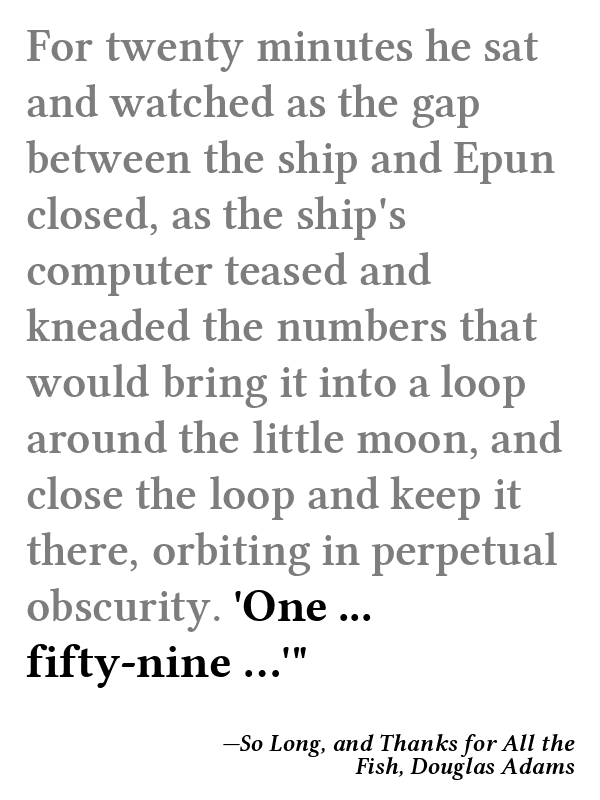 For twenty minutes he sat
and watched as the gap
between the ship and Epun
closed, as the ship's
computer teased and
kneaded the numbers that
would bring it into a loop
around the little moon, and
close the loop and keep it
there, orbiting in perpetual
obscurity. 'One ...
fifty-nine ...'"
—So Long, and Thanks for All the
Fish, Douglas Adams